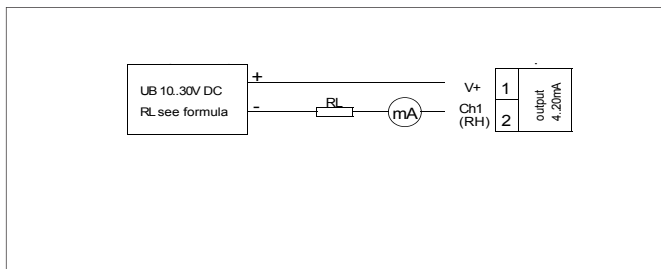 UB 10..30V DC
RL see formula
+
-
RL
mA
V+
Ch1
(RH)
1
2
output
4..20mA